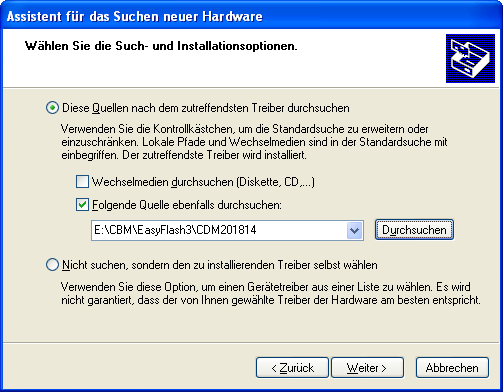 Assistent für das Suchen neuer Hardware
Wählen Sie die Such- und Installationsoptionen.
Diese Quellen nach dem zutreffendsten Treiber durchsuchen
Verwenden Sie die Kontrollkästchen, um die Standardsuche zu erweitern oder
einzuschränken. Lokale Pfade und Wechselmedien sind in der Standardsuche mit
einbegriffen. Der zutreffendste Treiber wird installiert.
Wechselmedien durchsuchen (Diskette, CD,...)
Folgende Quelle ebenfalls durchsuchen:
E:\CBM\EasyFlash3\CDM201814
Durchsuchen
Nicht suchen, sondern den zu installierenden Treiber selbst wählen
Verwenden Sie diese Option, um einen Gerätetreiber aus einer Liste zu wählen. Es wird
nicht garantiert, dass der von Ihnen gewählte Treiber der Hardware am besten entspricht.
< Zurück
Weiter >
Abbrechen